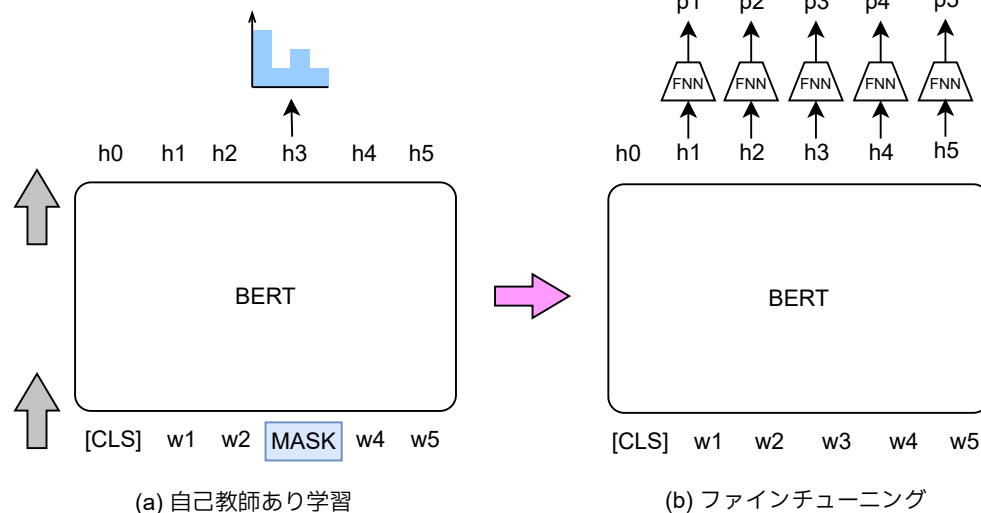 p1 p2 p3 p4 p5
FNN FNN FNN FNN FNN
h0 h1 h2 h3 h4 h5
h0 h1 h2 h3 h4 h5
BERT
BERT
[CLS] w1 w2 MASK w4 w5
[CLS] w1 w2 w3 w4 w5
(a) 自己教師あり学習
(b) ファインチューニング